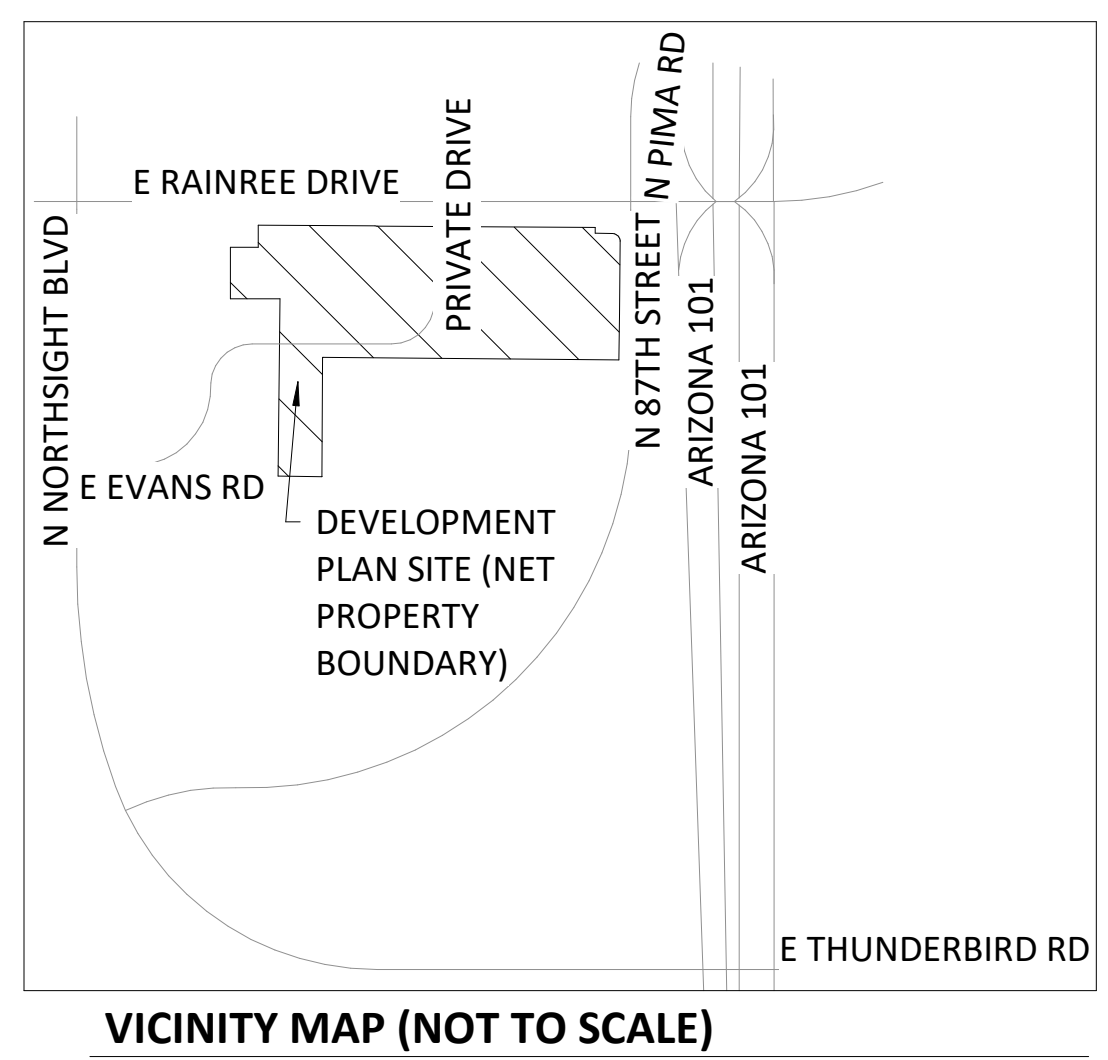 N PIMA RD
PRIVATE DRIVE
E RAINREE DRIVE
N NORTHSIGHT BLVD
N 87TH STREET
ARIZONA 101
ARIZONA 101
E EVANS RD
DEVELOPMENT
PLAN SITE (NET
PROPERTY
BOUNDARY)
E THUNDERBIRD RD
VICINITY MAP (NOT TO SCALE)